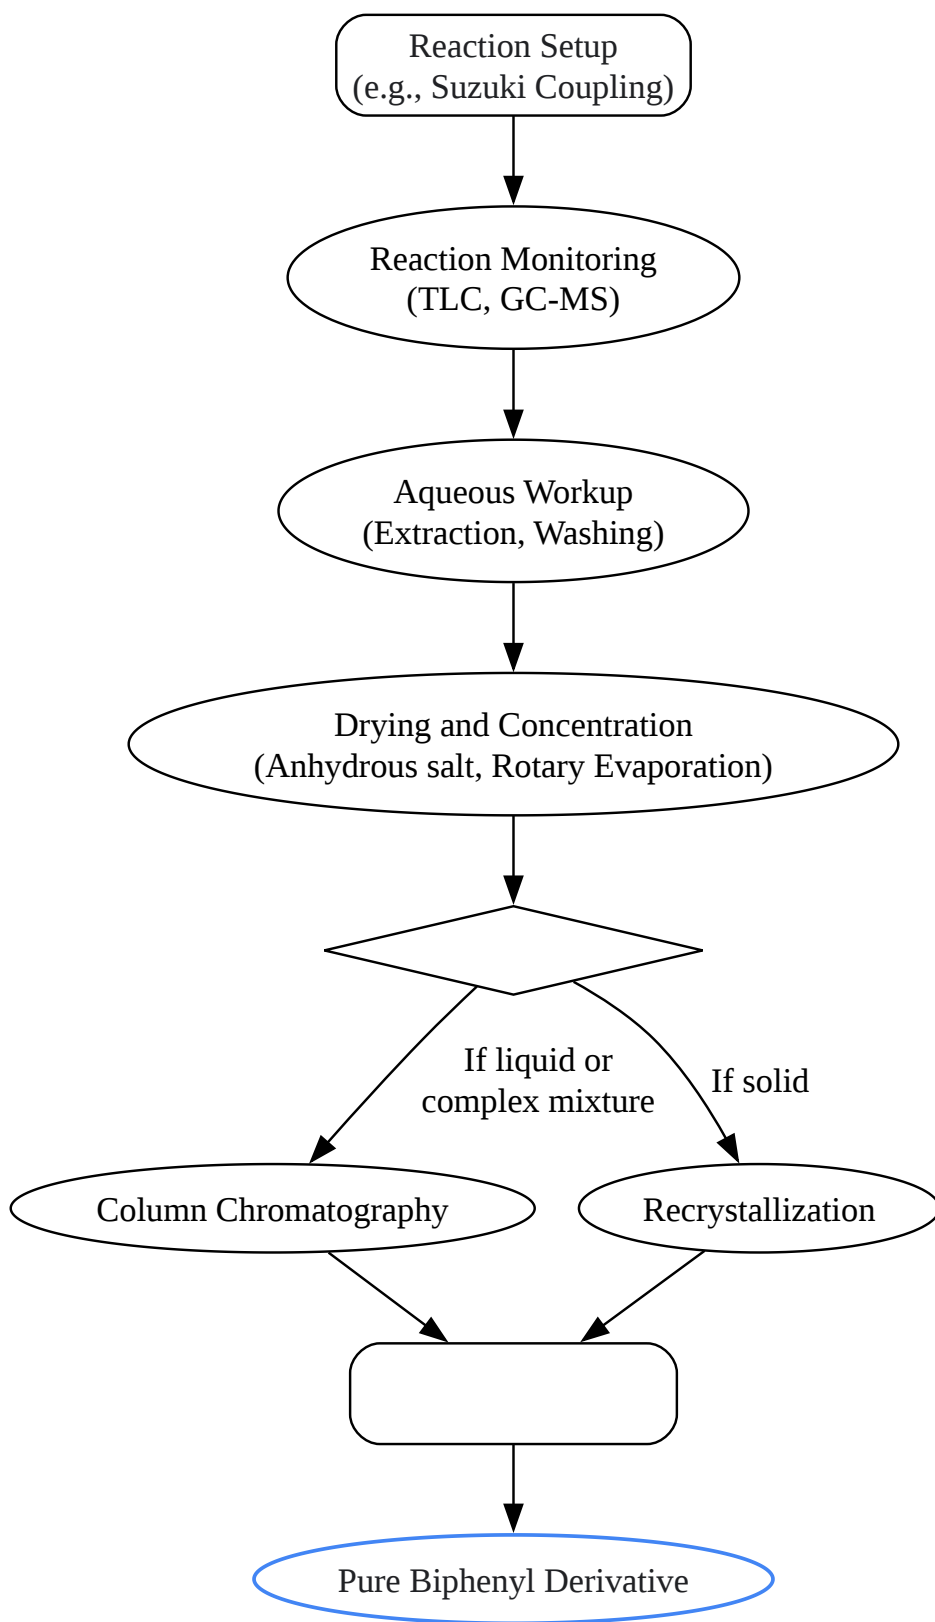 Reaction Setup
(e.g., Suzuki Coupling)
Reaction Monitoring
(TLC, GC-MS)
Aqueous Workup
(Extraction, Washing)
Drying and Concentration
(Anhydrous salt, Rotary Evaporation)
If liquid or
complex mixture
If solid
Column Chromatography
Recrystallization
Pure Biphenyl Derivative